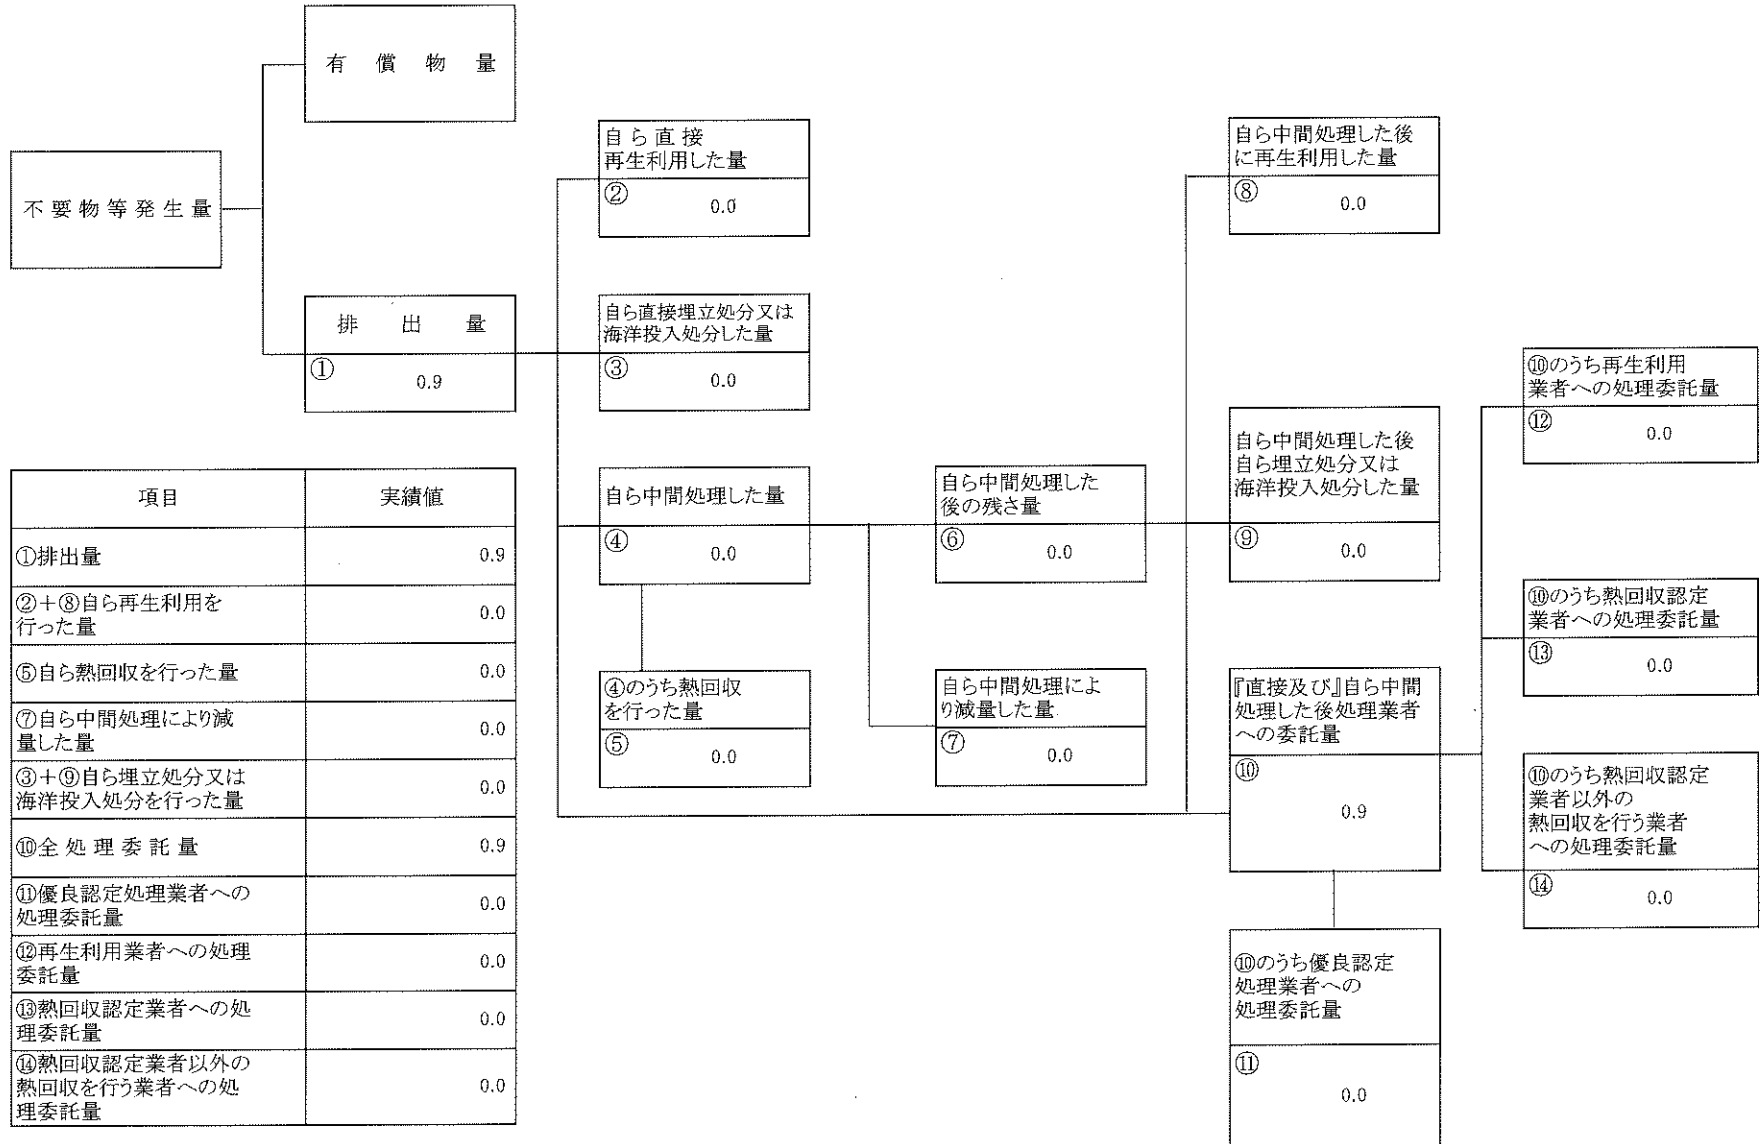 有 償 物 量
不 要 物 等 発 生 量
排 出 量
①
0.9
自 ら 直 接
再生利用した量
②
0.0
自ら直接埋立処分又は
海洋投入処分した量
③
0.0
自ら中間処理した量
④
0.0
④のうち熱回収
を行った量
⑤
0.0
自ら中間処理した
後の残さ量
⑥
0.0
自ら中間処理によ
り減量した量
⑦
0.0
自ら中間処理した後
に再生利用した量
⑧
0.0
自ら中間処理した後
自ら埋立処分又は
海洋投入処分した量
⑨
0.0
『直接及び』自ら中間
処理した後処理業者
への委託量
⑩
0.9
⑩のうち優良認定
処理業者への
処理委託量
⑪
0.0
⑩のうち再生利用
業者への処理委託量
⑫
0.0
⑩のうち熱回収認定
業者への処理委託量
⑬
0.0
⑩のうち熱回収認定
業者以外の
熱回収を行う業者
への処理委託量
⑭
0.0
項目 実績値
①排出量 0.9
②+⑧自ら再生利用を
行った量 0.0
⑤自ら熱回収を行った量 0.0
⑦自ら中間処理により減
量した量 0.0
③+⑨自ら埋立処分又は
海洋投入処分を行った量 0.0
⑩全 処 理 委 託 量 0.9
⑪優良認定処理業者への
処理委託量 0.0
⑫再生利用業者への処理
委託量 0.0
⑬熱回収認定業者への処
理委託量 0.0
⑭熱回収認定業者以外の
熱回収を行う業者への処
理委託量 0.0